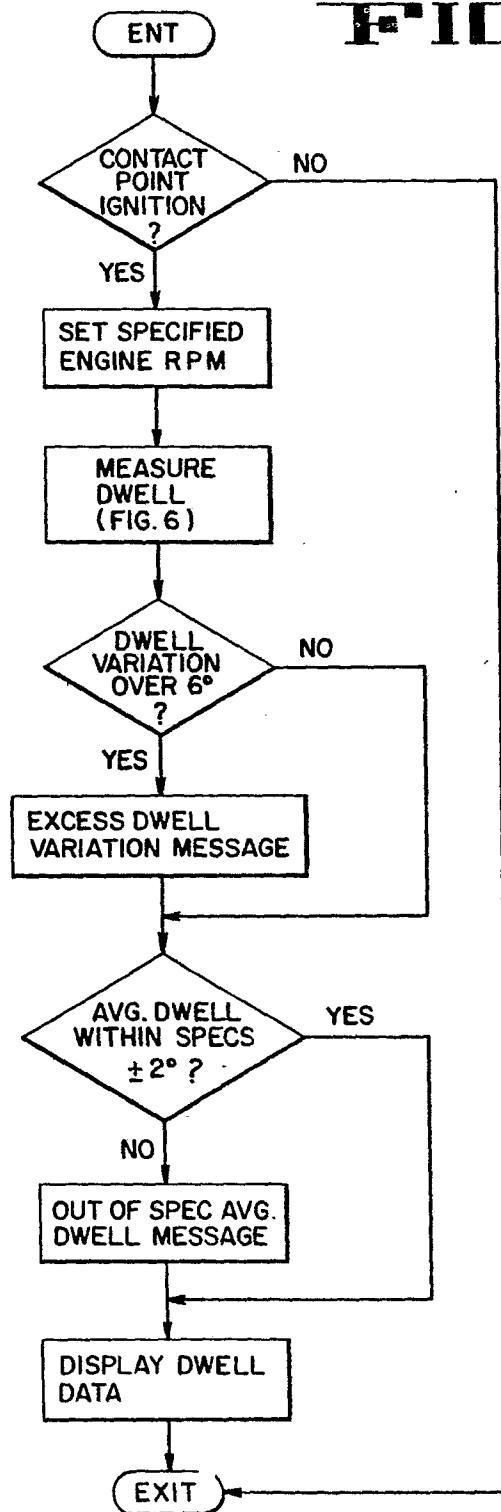 ENT
CONTACT
POINT
IGNITION
?
NO
YES
SET SPECIFIED
ENGINE RPM
MEASURE
DWELL
(FIG. 6)
DWELL
VARIATION
OVER 6°
?
NO
YES
EXCESS DWELL
VARIATION MESSAGE
AVG. DWELL
WITHIN SPECS
±2° ?
YES
NO
OUT OF SPEC AVG.
DWELL MESSAGE
DISPLAY DWELL
DATA
EXIT